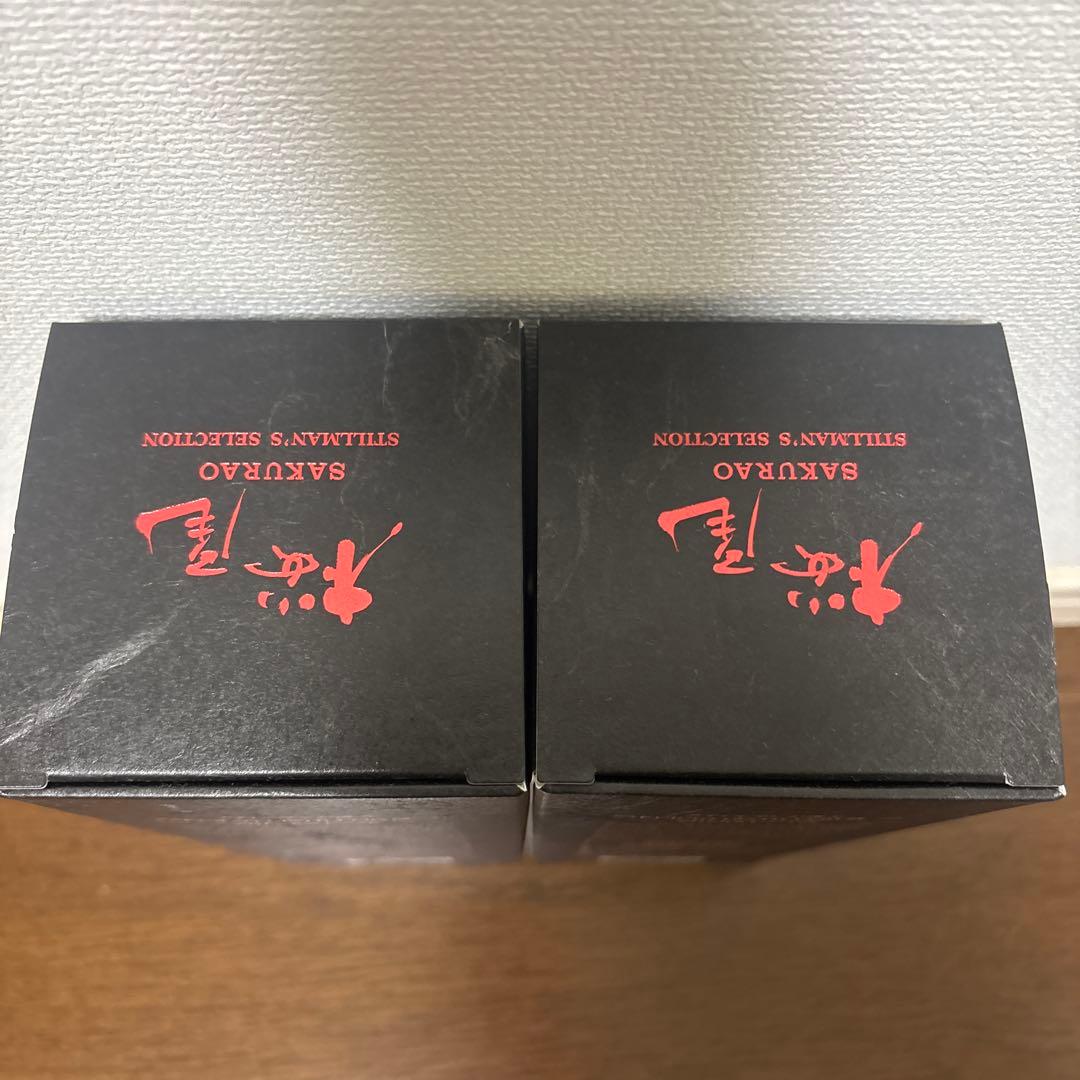 桜尾
SAKURAO
STILLMAN'S SELECTION
桜尾
SAKURAO
STILLMAN'S SELECTION